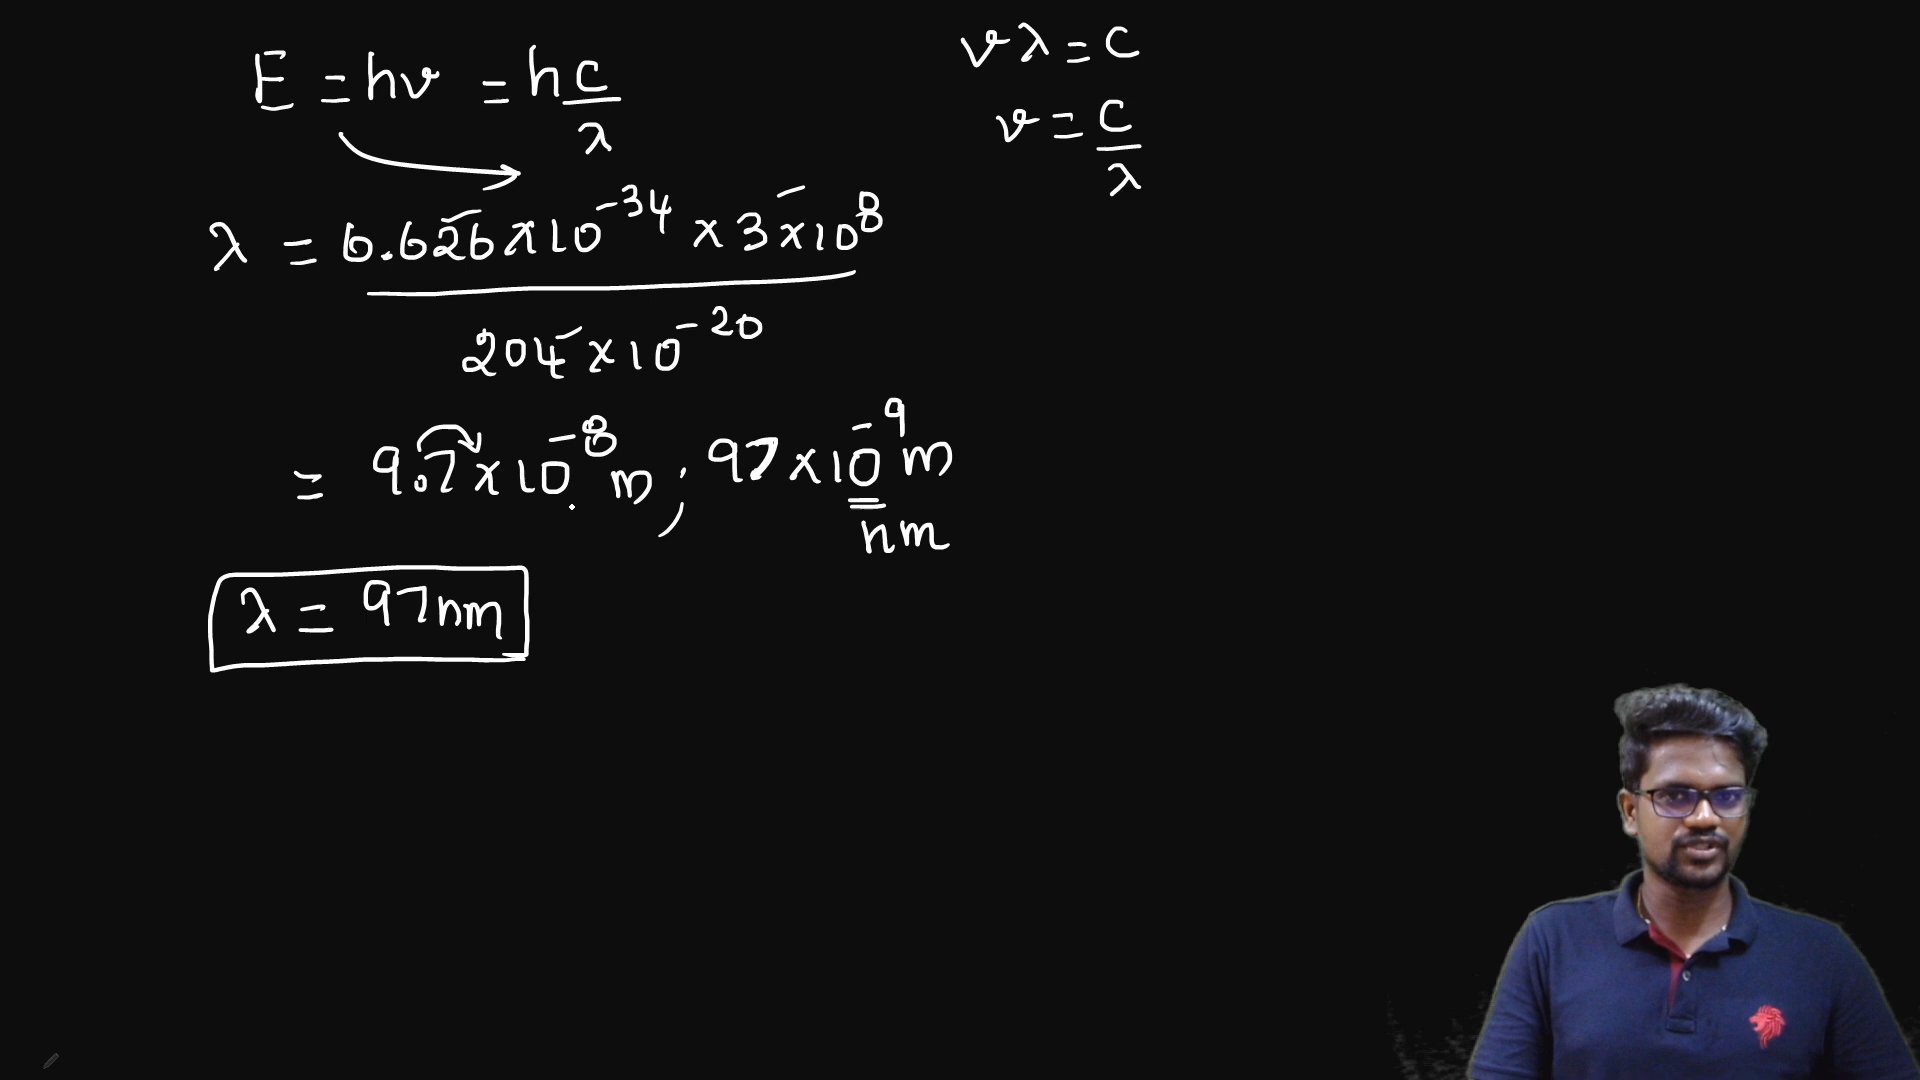 E = hν = hc/λ
νλ = c
ν = c/λ
λ = 6.626×10⁻³⁴ × 3×10⁸
204×10⁻²⁰
= 9.7×10⁻⁸ m ; 97×10⁻⁹ m
nm
λ = 97nm